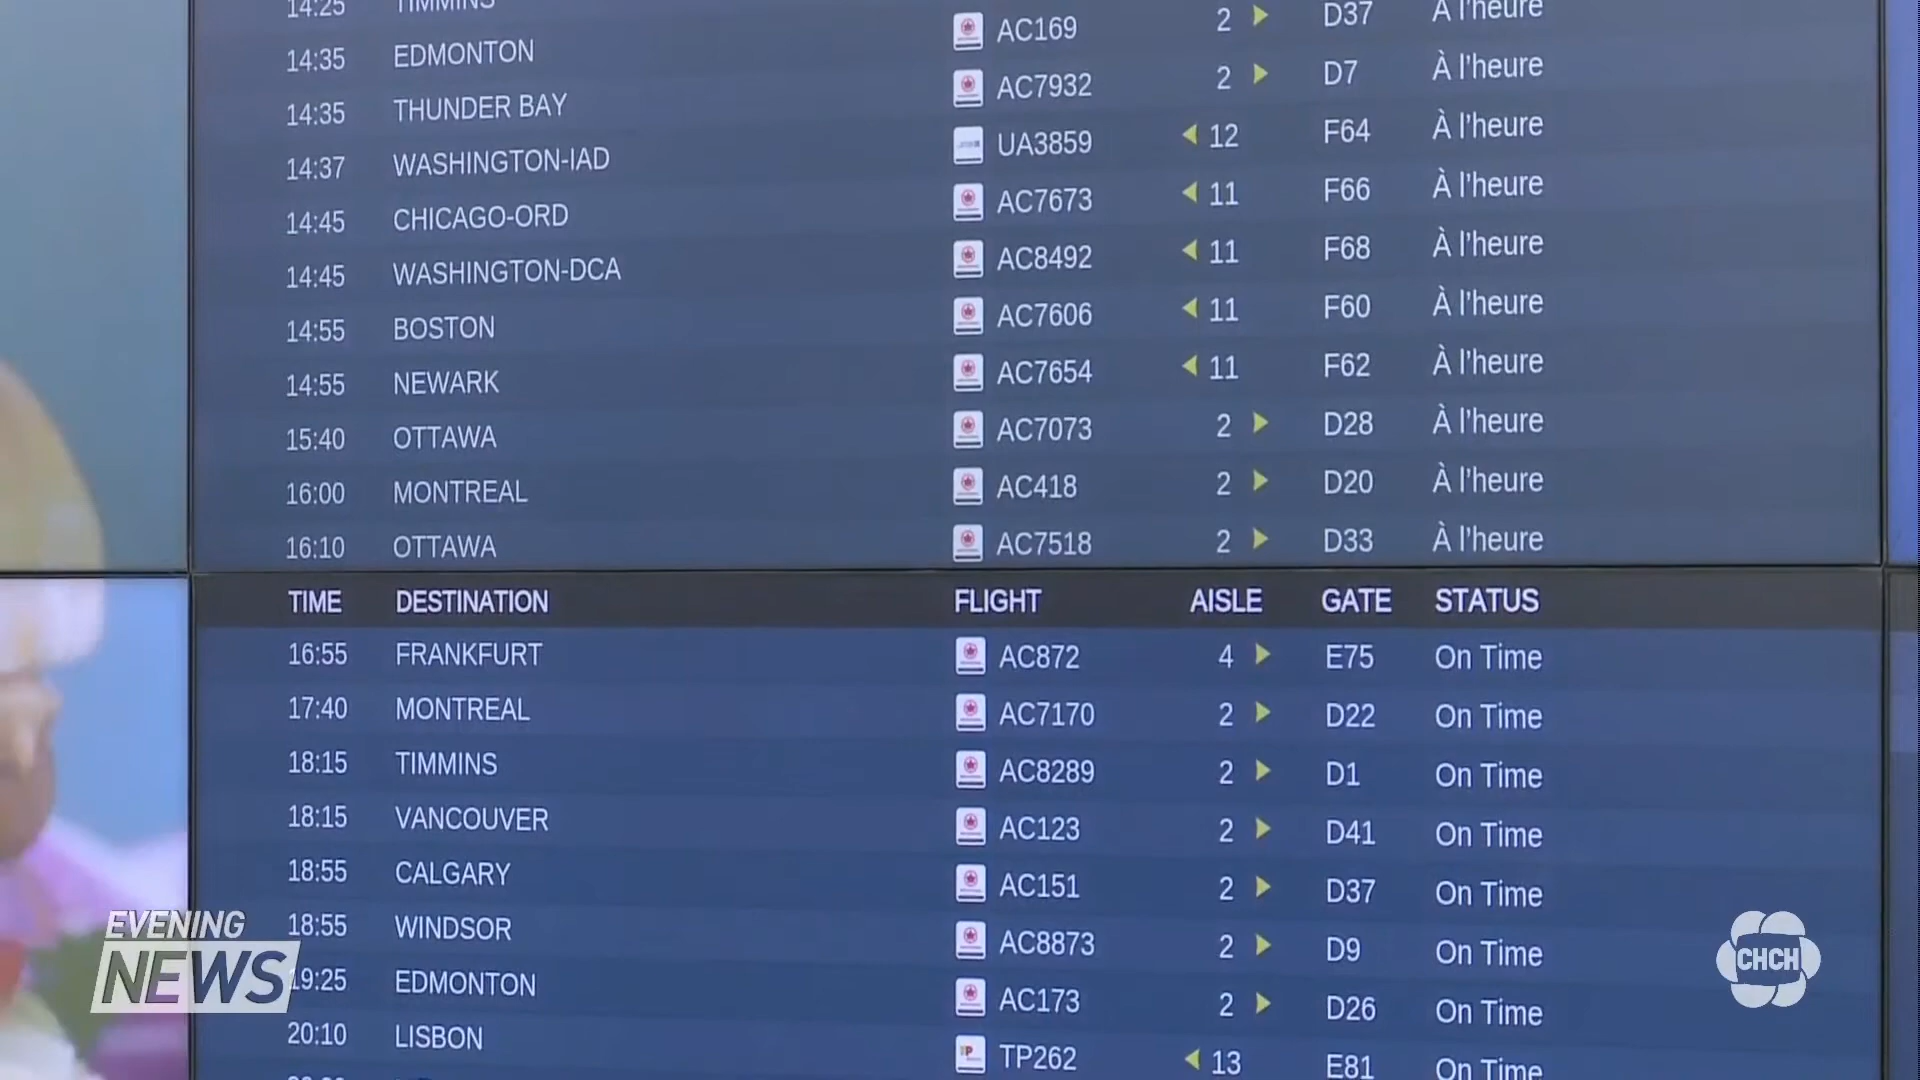 14:25 TIMMINS
14:35 EDMONTON AC169 2 D37 À l'heure
14:35 THUNDER BAY AC7932 2 D7 À l'heure
14:37 WASHINGTON-IAD UA3859 12 F64 À l'heure
14:45 CHICAGO-ORD AC7673 11 F66 À l'heure
14:45 WASHINGTON-DCA AC8492 11 F68 À l'heure
14:55 BOSTON AC7606 11 F60 À l'heure
14:55 NEWARK AC7654 11 F62 À l'heure
15:40 OTTAWA AC7073 2 D28 À l'heure
16:00 MONTREAL AC418 2 D20 À l'heure
16:10 OTTAWA AC7518 2 D33 À l'heure
TIME DESTINATION FLIGHT AISLE GATE STATUS
16:55 FRANKFURT AC872 4 E75 On Time
17:40 MONTREAL AC7170 2 D22 On Time
18:15 TIMMINS AC8289 2 D1 On Time
18:15 VANCOUVER AC123 2 D41 On Time
18:55 CALGARY AC151 2 D37 On Time
18:55 WINDSOR AC8873 2 D9 On Time
19:25 EDMONTON AC173 2 D26 On Time
20:10 LISBON TP262 13 E81 On Time
EVENING
NEWS
CHCH